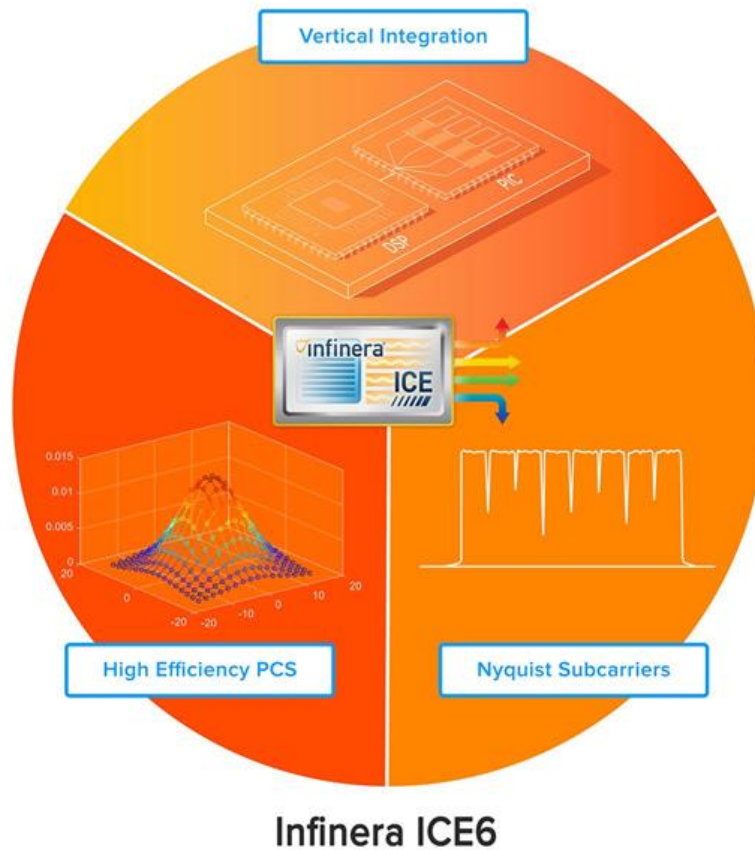 Vertical Integration
PIC
DSP
infinera
ICE
0.015
0.01
0.005
0
20
0
-20
-20
-10
0
10
20
High Efficiency PCS
Nyquist Subcarriers
Infinera ICE6